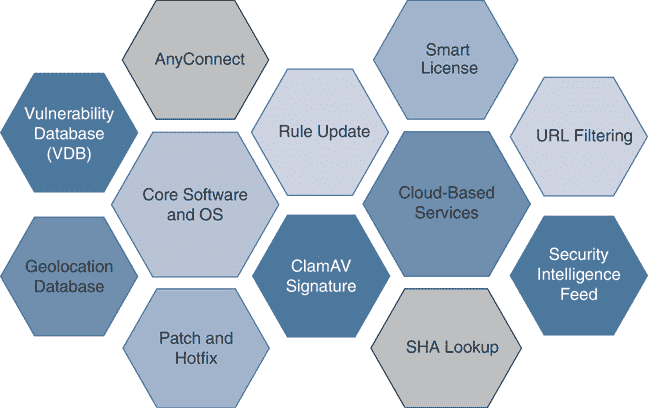 AnyConnect
Smart
License
Vulnerability
Database
(VDB)
Rule Update
URL Filtering
Core Software
and OS
Cloud-Based
Services
Geolocation
Database
ClamAV
Signature
Security
Intelligence
Feed
Patch and
Hotfix
SHA Lookup